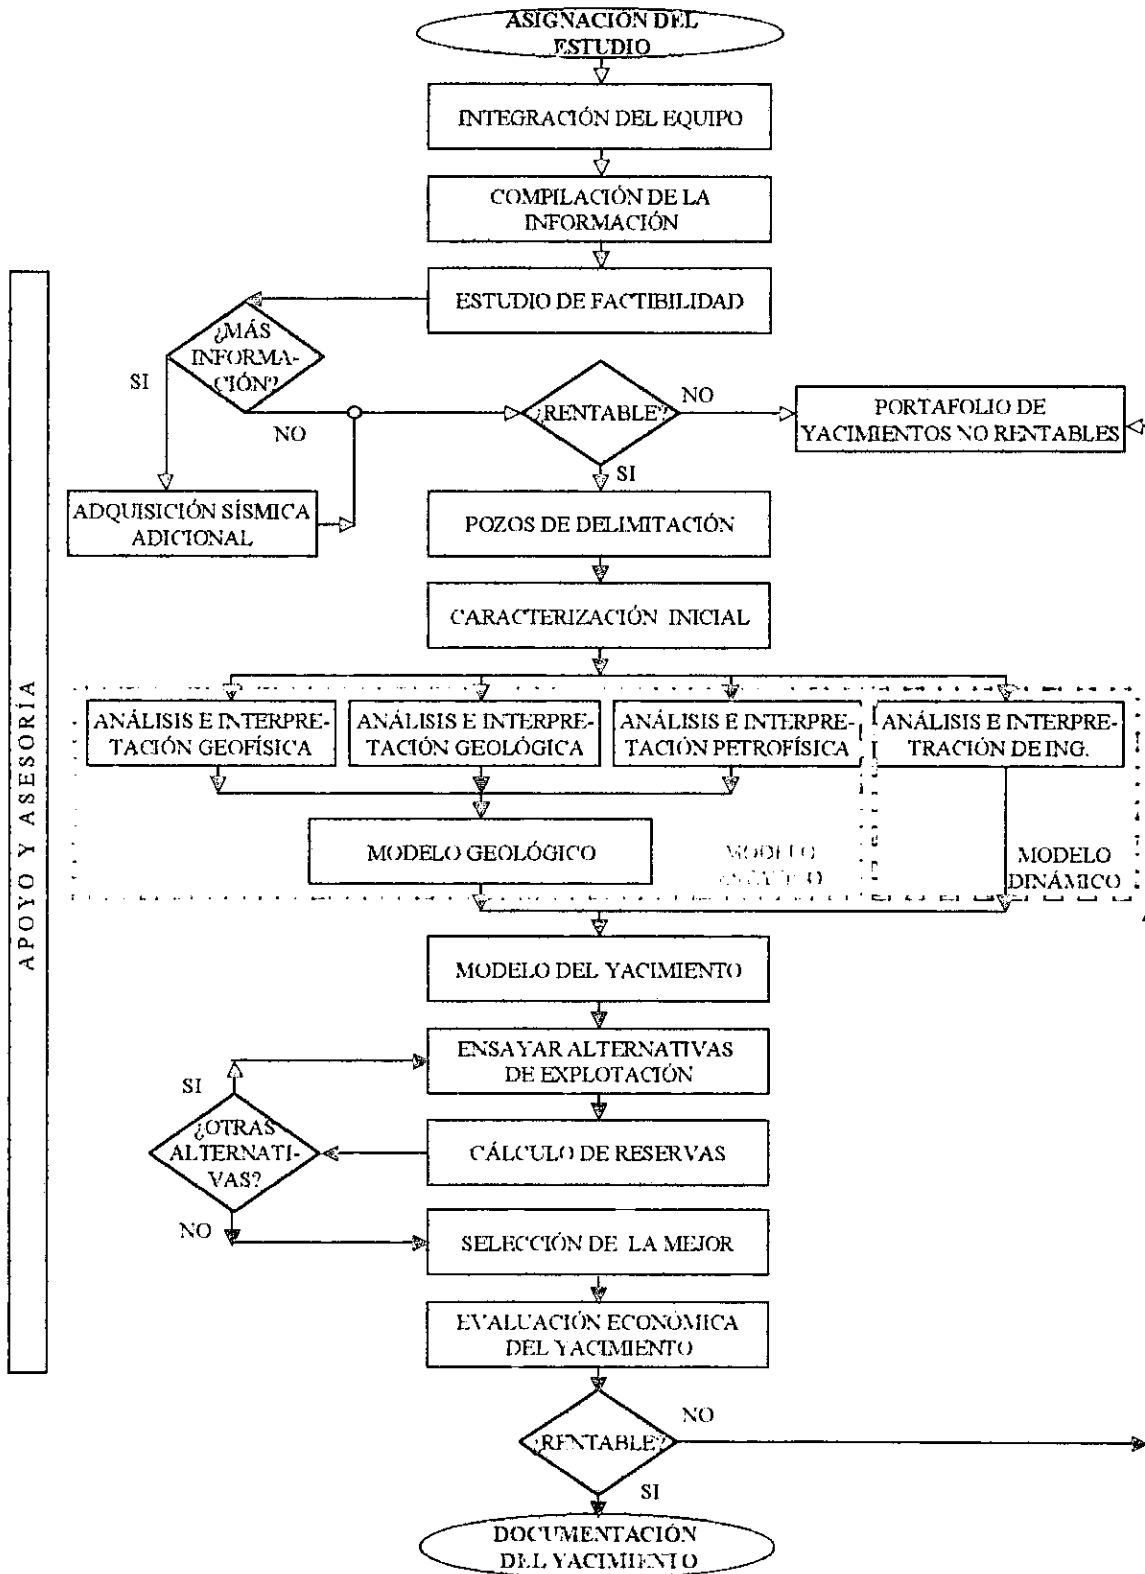 ASIGNACIÓN DEL
ESTUDIO
INTEGRACIÓN DEL EQUIPO
COMPILACIÓN DE LA
INFORMACIÓN
ESTUDIO DE FACTIBILIDAD
¿MÁS
INFORMA-
CIÓN?
SI
NO
¿RENTABLE?
NO
SI
PORTAFOLIO DE
YACIMIENTOS NO RENTABLES
ADQUISICIÓN SÍSMICA
ADICIONAL
POZOS DE DELIMITACIÓN
CARACTERIZACIÓN INICIAL
ANÁLISIS E INTERPRE-
TACIÓN GEOFÍSICA
ANÁLISIS E INTERPRE-
TACIÓN GEOLÓGICA
ANÁLISIS E INTERPRE-
TACIÓN PETROFÍSICA
ANÁLISIS E INTERPRE-
TRACIÓN DE ING.
MODELO GEOLÓGICO
MODELO
MODELO
DINÁMICO
APOYO Y ASESORÍA
MODELO DEL YACIMIENTO
ENSAYAR ALTERNATIVAS
DE EXPLOTACIÓN
SI
¿OTRAS
ALTERNATI-
VAS?
CÁLCULO DE RESERVAS
NO
SELECCIÓN DE LA MEJOR
EVALUACIÓN ECONÓMICA
DEL YACIMIENTO
¿RENTABLE?
NO
SI
DOCUMENTACIÓN
DEL YACIMIENTO